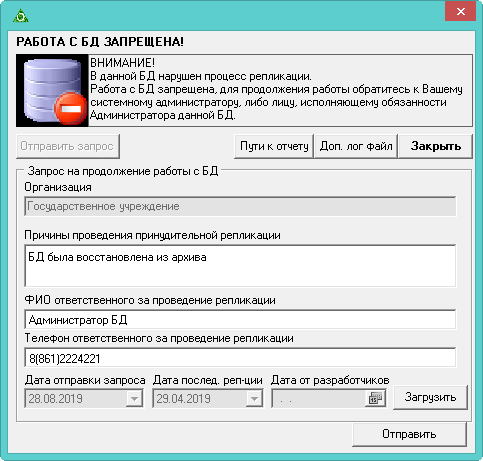 РАБОТА С БД ЗАПРЕЩЕНА!
ВНИМАНИЕ!
В данной БД нарушен процесс репликации.
Работа с БД запрещена, для продолжения работы обратитесь к Вашему
системному администратору, либо лицу, исполняющему обязанности
Администратора данной БД.
Отправить запрос
Пути к отчету
Доп. лог файл
Закрыть
Запрос на продолжение работы с БД
Организация
Государственное учреждение
Причины проведения принудительной репликации
БД была восстановлена из архива
ФИО ответственного за проведение репликации
Администратор БД
Телефон ответственного за проведение репликации
8(861)2224221
Дата отправки запроса Дата послед. реп-ции Дата от разработчиков
28.08.2019 29.04.2019 . .
Загрузить
Отправить